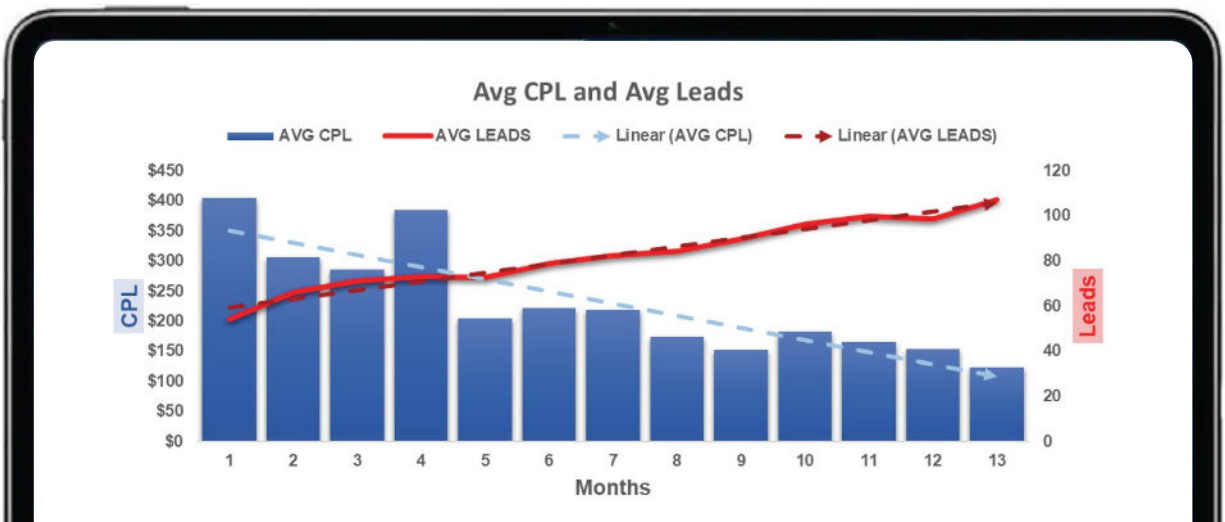 Avg CPL and Avg Leads
AVG CPL AVG LEADS Linear (AVG CPL) Linear (AVG LEADS)
$450 120
$400 100
$350
$300 80
$250
$200 60
$150 40
$100
$50 20
$0 0
CPL
Leads
1 2 3 4 5 6 7 8 9 10 11 12 13
Months